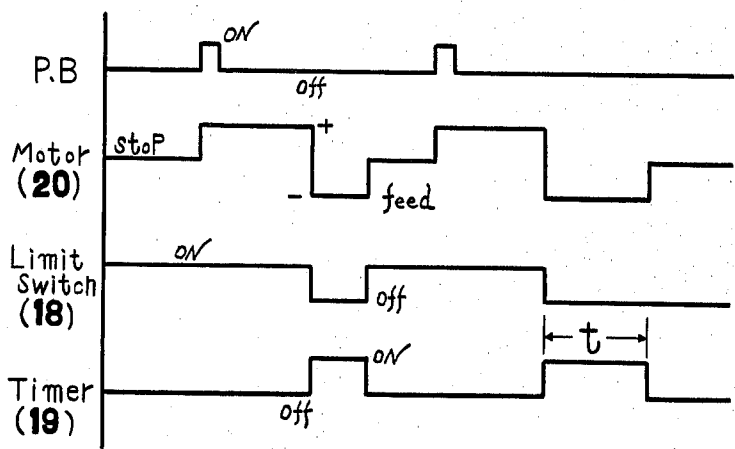 ON
P.B
Off
stoP
+
Motor
(20)
-
feed
ON
Limit
Switch
(18)
Off
t
ON
Timer
(19)
Off